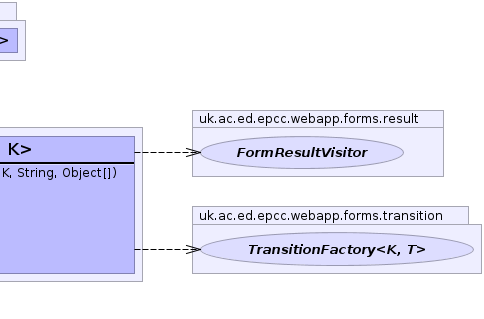 >
uk.ac.ed.epcc.webapp.forms.result
K>
FormResultVisitor
K, String, Object[])
uk.ac.ed.epcc.webapp.forms.transition
TransitionFactory<K, T>